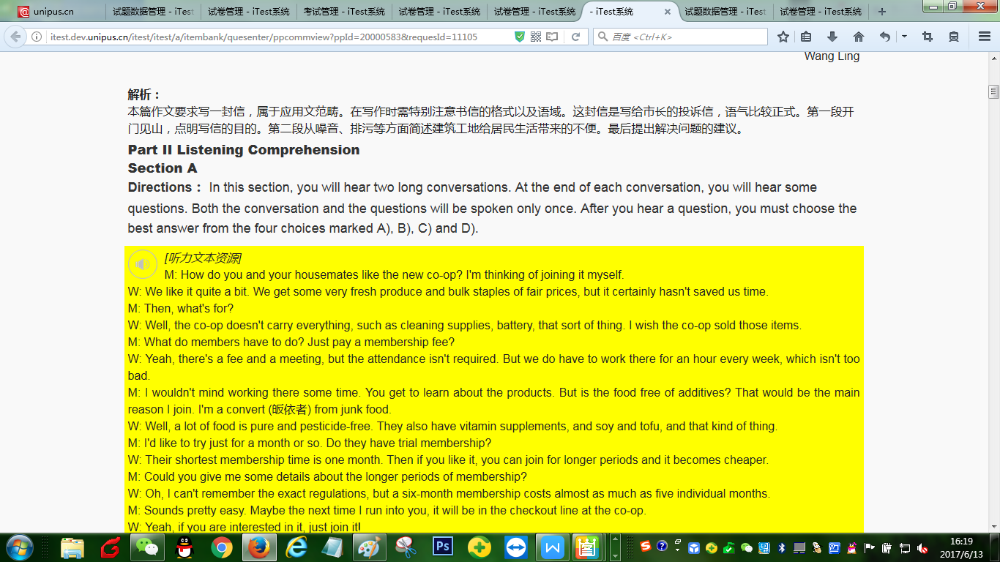 unipus.cn
试题数据管理 - iTest
试卷管理 - iTest系统
考试管理 - iTest系统
试卷管理 - iTest系统
试卷管理 - iTest系统
- iTest系统
试题数据管理 - iTest
试卷管理 - iTest系统
itest.dev.unipus.cn/itest/itest/a/itembank/quesenter/ppcommview?ppId=200005838&requesId=11105
百度 <Ctrl+K>
Wang Ling
解析：
本篇作文要求写一封信，属于应用文范畴。在写作时需特别注意书信的格式以及语域。这封信是写给市长的投诉信，语气比较正式。第一段开
门见山，点明写信的目的。第二段从噪音、排污等方面简述建筑工地给居民生活带来的不便。最后提出解决问题的建议。
Part II Listening Comprehension
Section A
Directions： In this section, you will hear two long conversations. At the end of each conversation, you will hear some
questions. Both the conversation and the questions will be spoken only once. After you hear a question, you must choose the
best answer from the four choices marked A), B), C) and D).
[听力文本资源]
M: How do you and your housemates like the new co-op? I'm thinking of joining it myself.
W: We like it quite a bit. We get some very fresh produce and bulk staples of fair prices, but it certainly hasn't saved us time.
M: Then, what's for?
W: Well, the co-op doesn't carry everything, such as cleaning supplies, battery, that sort of thing. I wish the co-op sold those items.
M: What do members have to do? Just pay a membership fee?
W: Yeah, there's a fee and a meeting, but the attendance isn't required. But we do have to work there for an hour every week, which isn't too
bad.
M: I wouldn't mind working there some time. You get to learn about the products. But is the food free of additives? That would be the main
reason I join. I'm a convert (皈依者) from junk food.
W: Well, a lot of food is pure and pesticide-free. They also have vitamin supplements, and soy and tofu, and that kind of thing.
M: I'd like to try just for a month or so. Do they have trial membership?
W: Their shortest membership time is one month. Then if you like it, you can join for longer periods and it becomes cheaper.
M: Could you give me some details about the longer periods of membership?
W: Oh, I can't remember the exact regulations, but a six-month membership costs almost as much as five individual months.
M: Sounds pretty easy. Maybe the next time I run into you, it will be in the checkout line at the co-op.
W: Yeah, if you are interested in it, just join it!
Ps
16:19
2017/6/13